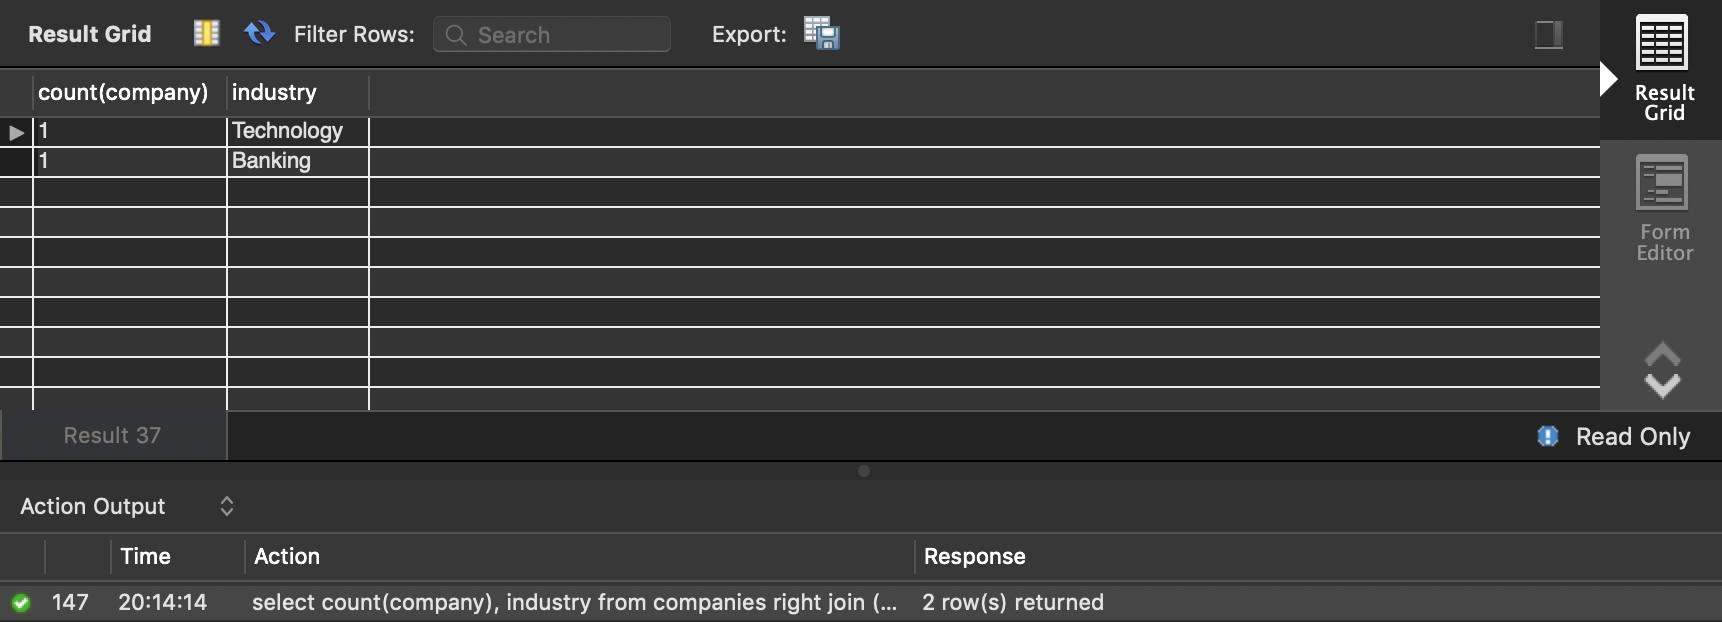 Result Grid Filter Rows: Search Export:
count(company) industry
1 Technology
1 Banking
Result
Grid
Form
Editor
Result 37 Read Only
Action Output
Time Action Response
147 20:14:14 select count(company), industry from companies right join (... 2 row(s) returned